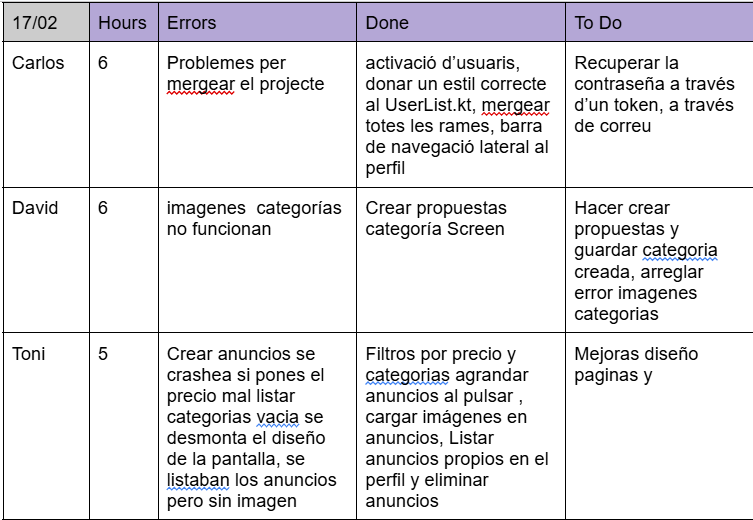 17/02 Hours Errors Done To Do
Carlos 6
Problemes per
mergear el projecte
activació d’usuaris,
donar un estil correcte
al UserList.kt, mergear
totes les rames, barra
de navegació lateral al
perfil
Recuperar la
contraseña a través
d’un token, a través
de correu
David 6
imagenes  categorías
no funcionan
Crear propuestas
categoría Screen
Hacer crear
propuestas y
guardar categoria
creada, arreglar
error imagenes
categorias
Toni 5
Crear anuncios se
crashea si pones el
precio mal listar
categorias vacia se
desmonta el diseño
de la pantalla, se
listaban los anuncios
pero sin imagen
Filtros por precio y
categorias agrandar
anuncios al pulsar ,
cargar imágenes en
anuncios, Listar
anuncios propios en el
perfil y eliminar
anuncios
Mejoras diseño
paginas y